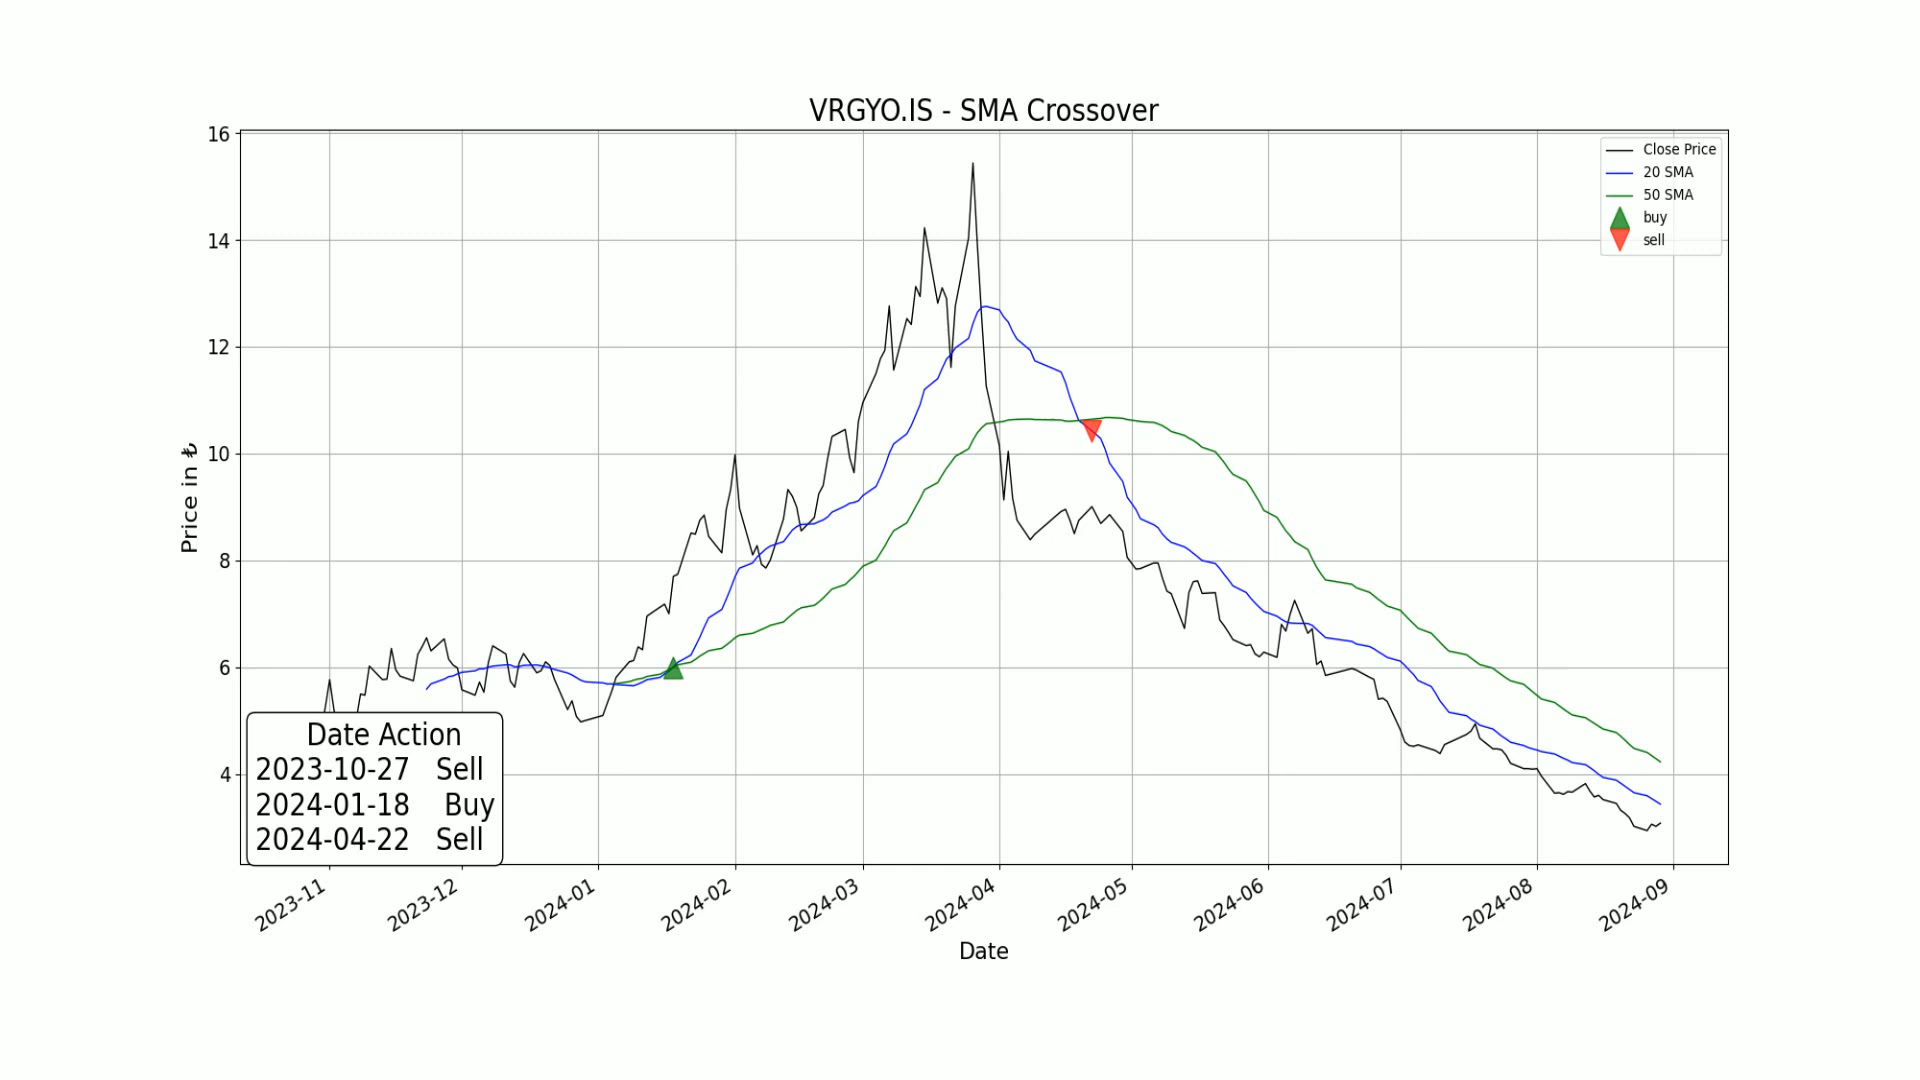 VRGYO.IS - SMA Crossover
16
14
12
10
8
6
4
Price in ₺
Close Price
20 SMA
50 SMA
buy
sell
Date Action
2023-10-27 Sell
2024-01-18 Buy
2024-04-22 Sell
2023-11
2023-12
2024-01
2024-02
2024-03
2024-04
2024-05
2024-06
2024-07
2024-08
2024-09
Date